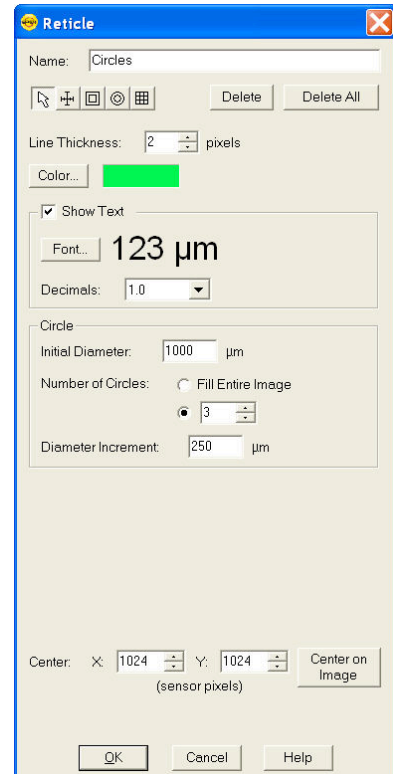 Reticle
Name: Circles
Delete Delete All
Line Thickness: 2 pixels
Color...
Show Text
Font... 123 µm
Decimals: 1.0
Circle
Initial Diameter: 1000 µm
Number of Circles: Fill Entire Image
3
Diameter Increment: 250 µm
Center: X: 1024 Y: 1024 Center on
Image
(sensor pixels)
OK Cancel Help